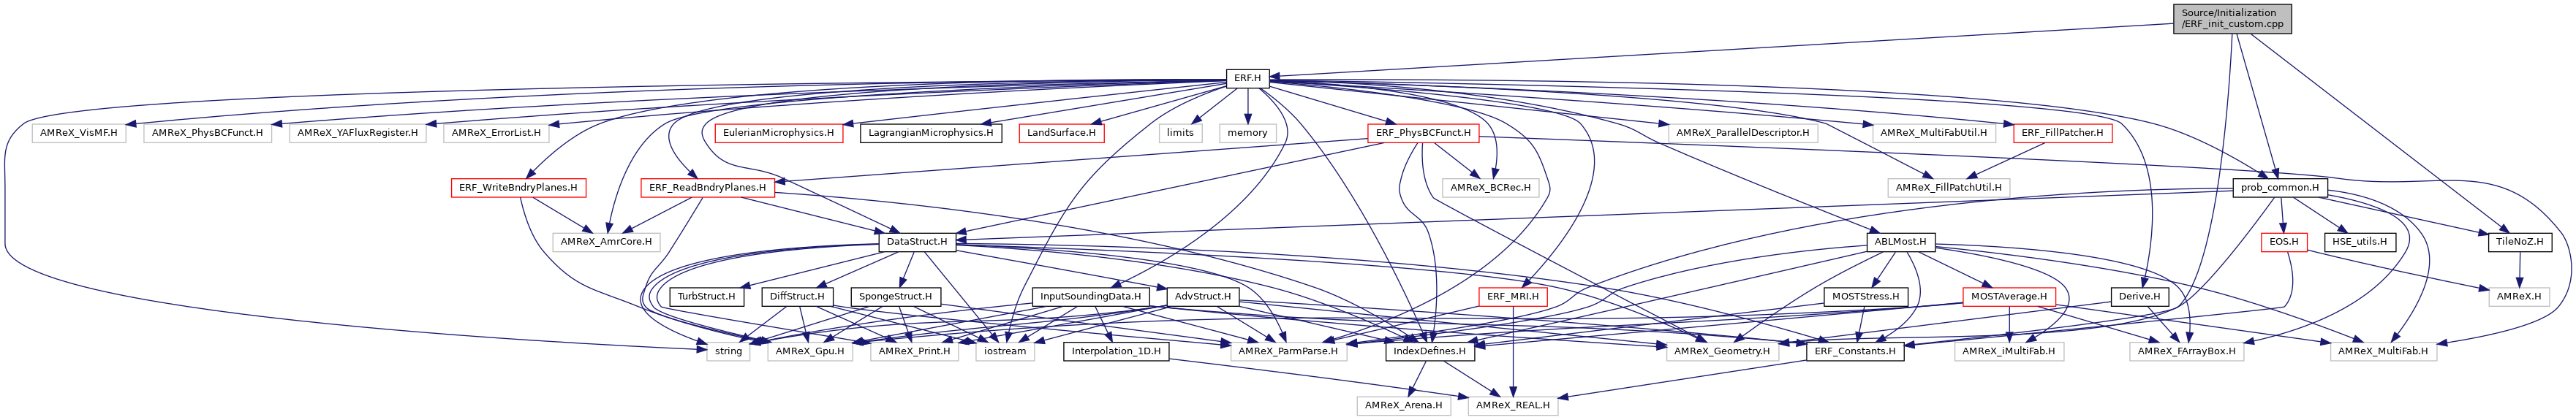 Source/Initialization
/ERF_init_custom.cpp
ERF.H
AMReX_VisMF.H
AMReX_PhysBCFunct.H
AMReX_YAFluxRegister.H
AMReX_ErrorList.H
EulerianMicrophysics.H
LagrangianMicrophysics.H
LandSurface.H
limits
memory
ERF_PhysBCFunct.H
AMReX_ParallelDescriptor.H
AMReX_MultiFabUtil.H
ERF_FillPatcher.H
ERF_WriteBndryPlanes.H
ERF_ReadBndryPlanes.H
AMReX_BCRec.H
AMReX_FillPatchUtil.H
prob_common.H
AMReX_AmrCore.H
DataStruct.H
ABLMost.H
EOS.H
HSE_utils.H
TileNoZ.H
TurbStruct.H
DiffStruct.H
SpongeStruct.H
InputSoundingData.H
AdvStruct.H
ERF_MRI.H
MOSTStress.H
MOSTAverage.H
Derive.H
AMReX.H
string
AMReX_Gpu.H
AMReX_Print.H
iostream
Interpolation_1D.H
AMReX_ParmParse.H
IndexDefines.H
AMReX_Geometry.H
ERF_Constants.H
AMReX_iMultiFab.H
AMReX_FArrayBox.H
AMReX_MultiFab.H
AMReX_Arena.H
AMReX_REAL.H